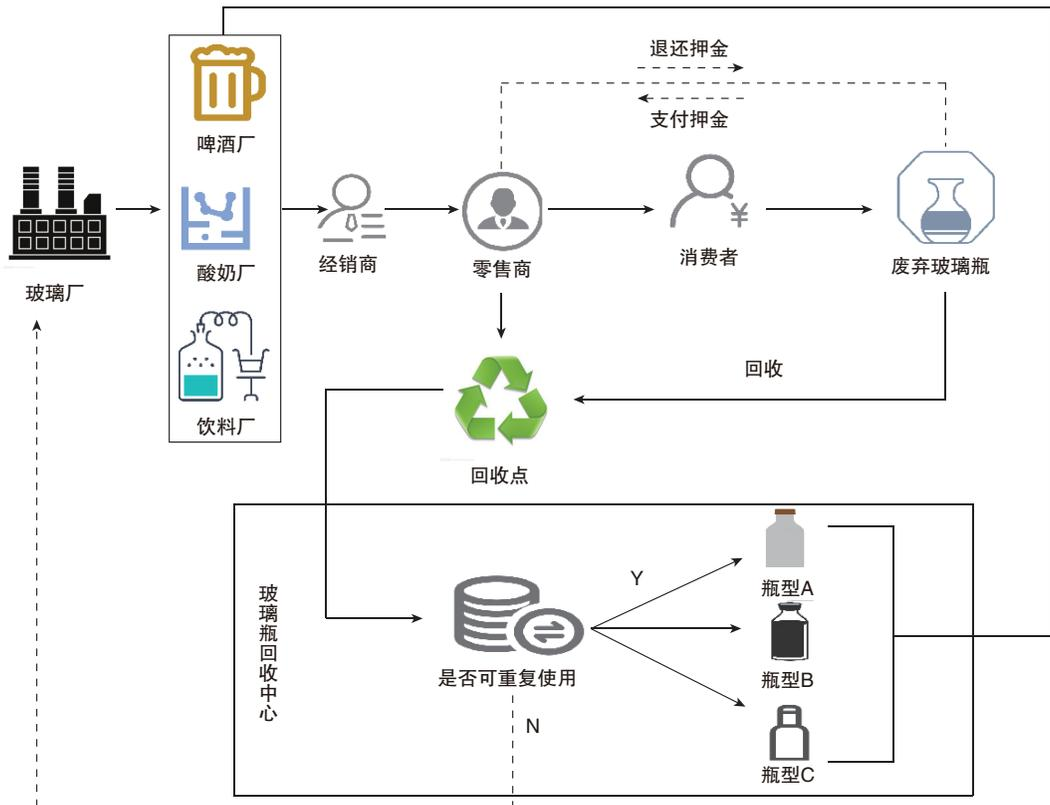 退还押金
支付押金
啤酒厂
酸奶厂
饮料厂
玻璃厂
经销商
零售商
¥
消费者
废弃玻璃瓶
回收
回收点
玻璃瓶回收中心
是否可重复使用
Y
N
瓶型A
瓶型B
瓶型C